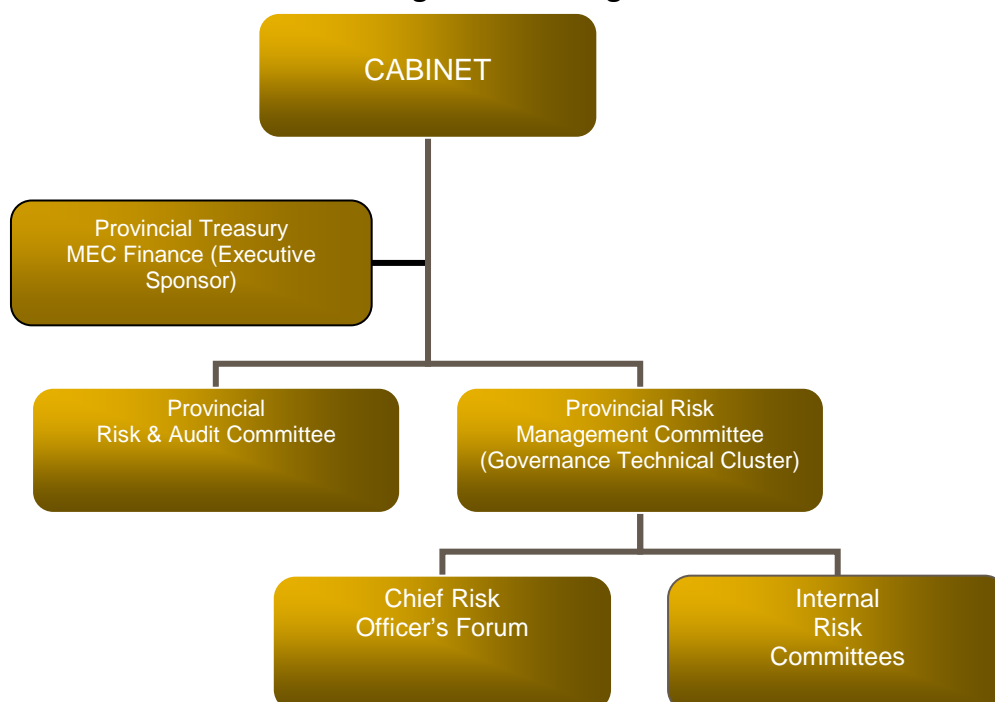 CABINET
Provincial Treasury
MEC Finance (Executive
Sponsor)
Provincial
Risk & Audit Committee
Provincial Risk
Management Committee
(Governance Technical Cluster)
Chief Risk
Officer’s Forum
Internal
Risk
Committees